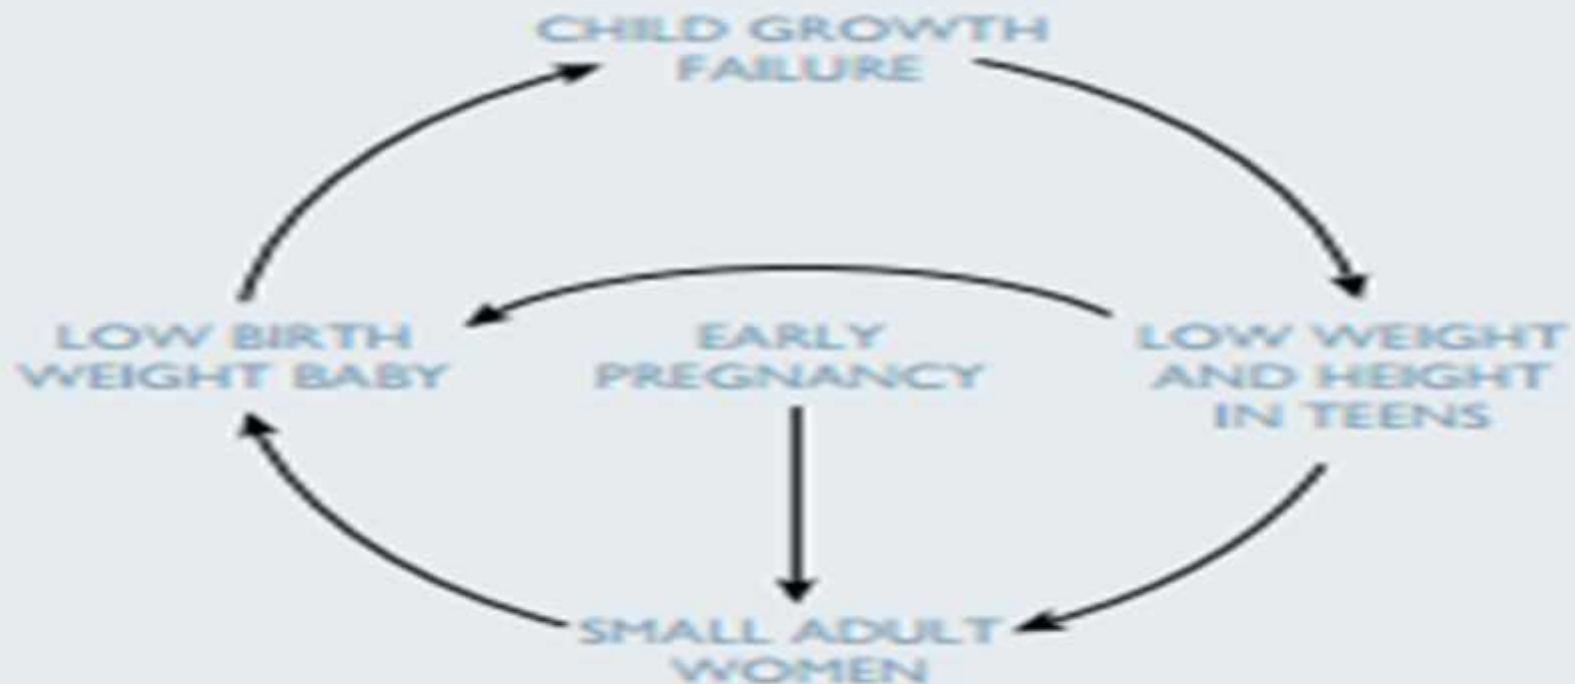 CHILD GROWTH
FAILURE
LOW BIRTH
WEIGHT BABY
EARLY
PREGNANCY
LOW WEIGHT
AND HEIGHT
IN TEENS
SMALL ADULT
WOMEN